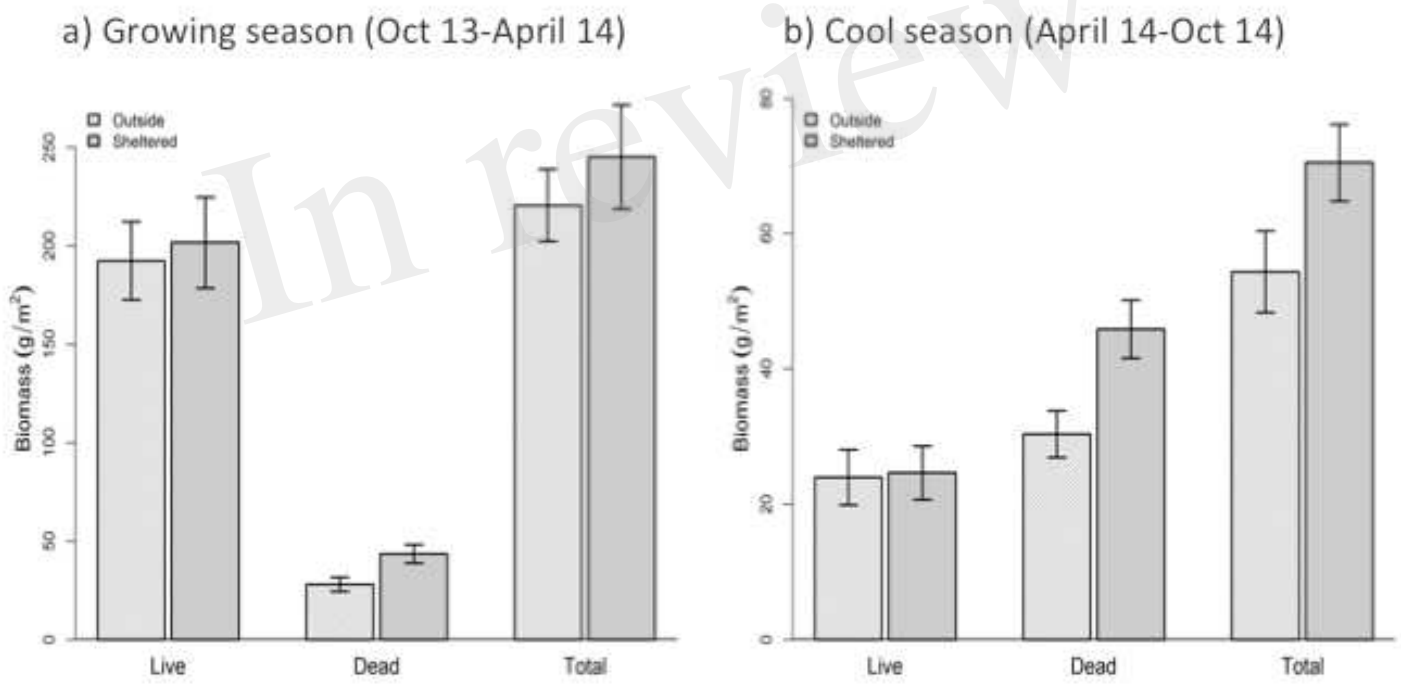 a) Growing season (Oct 13-April 14)
Outside
Sheltered
Biomass (g/m²)
250
200
150
100
50
0
Live Dead Total
b) Cool season (April 14-Oct 14)
Outside
Sheltered
Biomass (g/m²)
80
60
40
20
0
Live Dead Total
In review